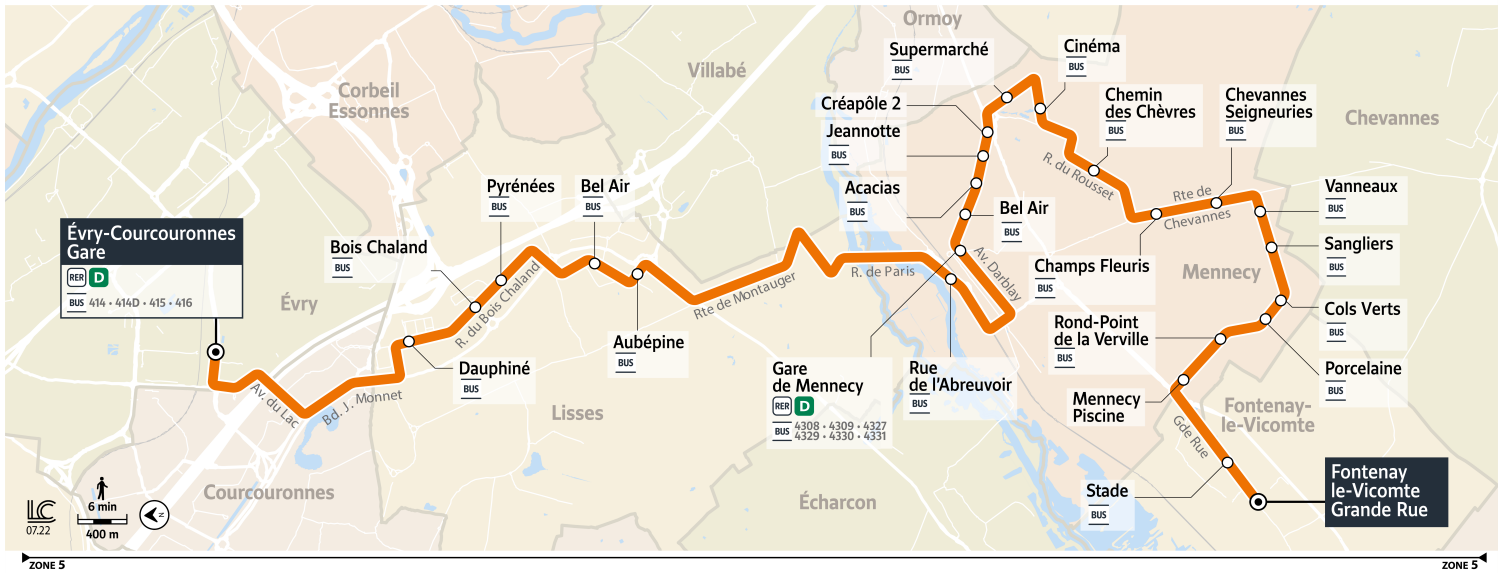 Ormoy
Corbeil
Essonnes
Villabé
Chevannes
Évry
Lisses
Courcouronnes
Écharcon
Mennecy
Fontenay-
le-Vicomte
Évry-Courcouronnes
Gare
RER D
BUS 414 • 414D • 415 • 416
Av. du Lac
Bd. J. Monnet
Dauphiné
BUS
Bois Chaland
BUS
R. du Bois Chaland
Pyrénées
BUS
Bel Air
BUS
Aubépine
BUS
Rte de Montauger
R. de Paris
Rue
de l'Abreuvoir
BUS
Av. Darblay
Gare
de Mennecy
RER D
BUS 4308 • 4309 • 4327
4329 • 4330 • 4331
Bel Air
BUS
Acacias
BUS
Jeannotte
BUS
Créapôle 2
Supermarché
BUS
Cinéma
BUS
Chemin
des Chèvres
BUS
R. du Rousset
Champs Fleuris
BUS
Rte de
Chevannes
Chevannes
Seigneuries
BUS
Vanneaux
BUS
Sangliers
BUS
Cols Verts
BUS
Porcelaine
BUS
Rond-Point
de la Verville
BUS
Mennecy
Piscine
Gde Rue
Stade
BUS
Fontenay
le-Vicomte
Grande Rue
LC
07.22
6 min
400 m
N
ZONE 5
ZONE 5